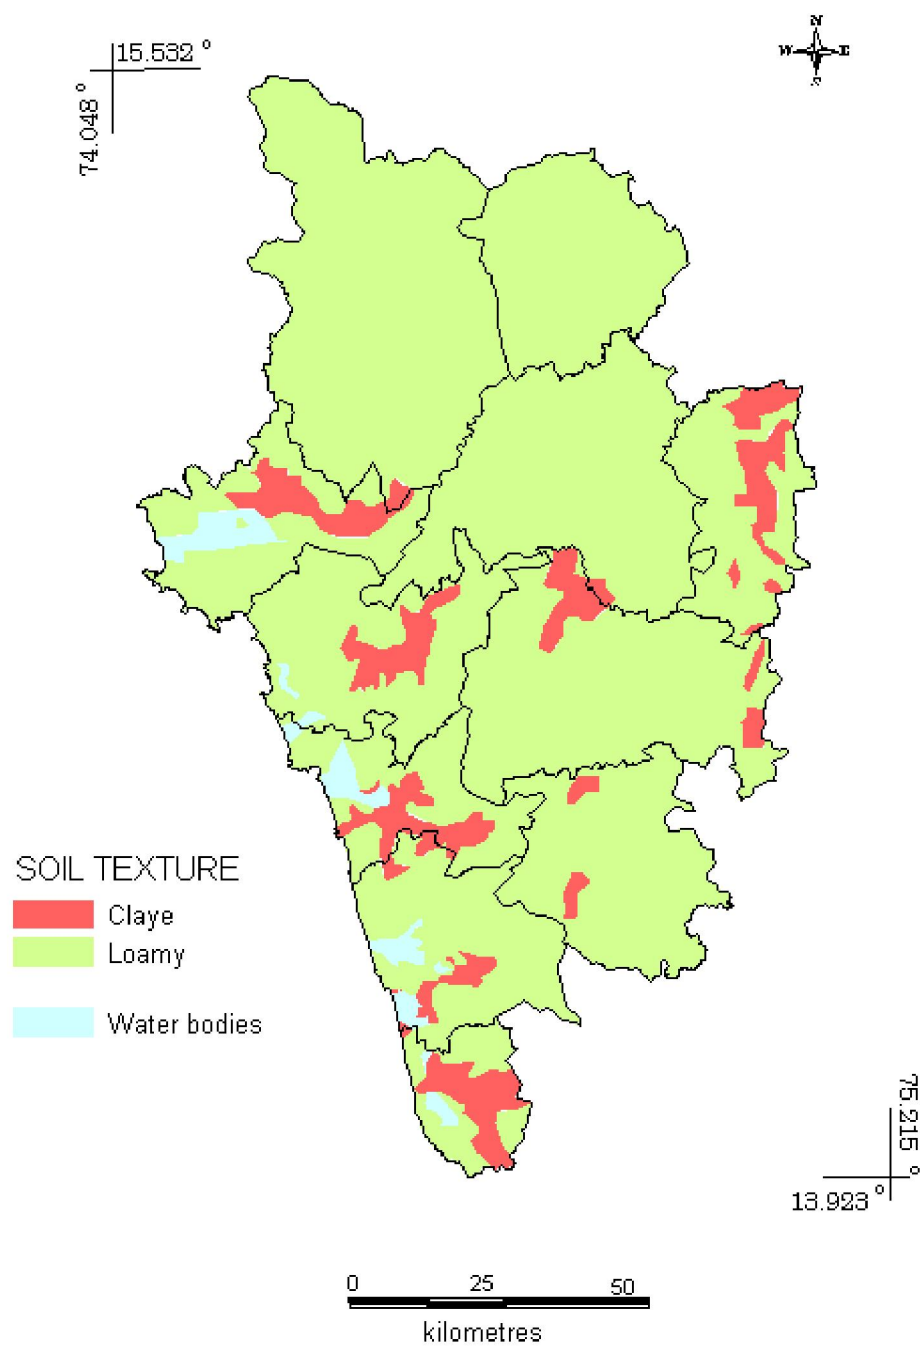 N
15.532 °
W E
S
74.048 °
SOIL TEXTURE
Claye
Loamy
Water bodies
75.215 °
13.923 °
0 25 50
kilometres